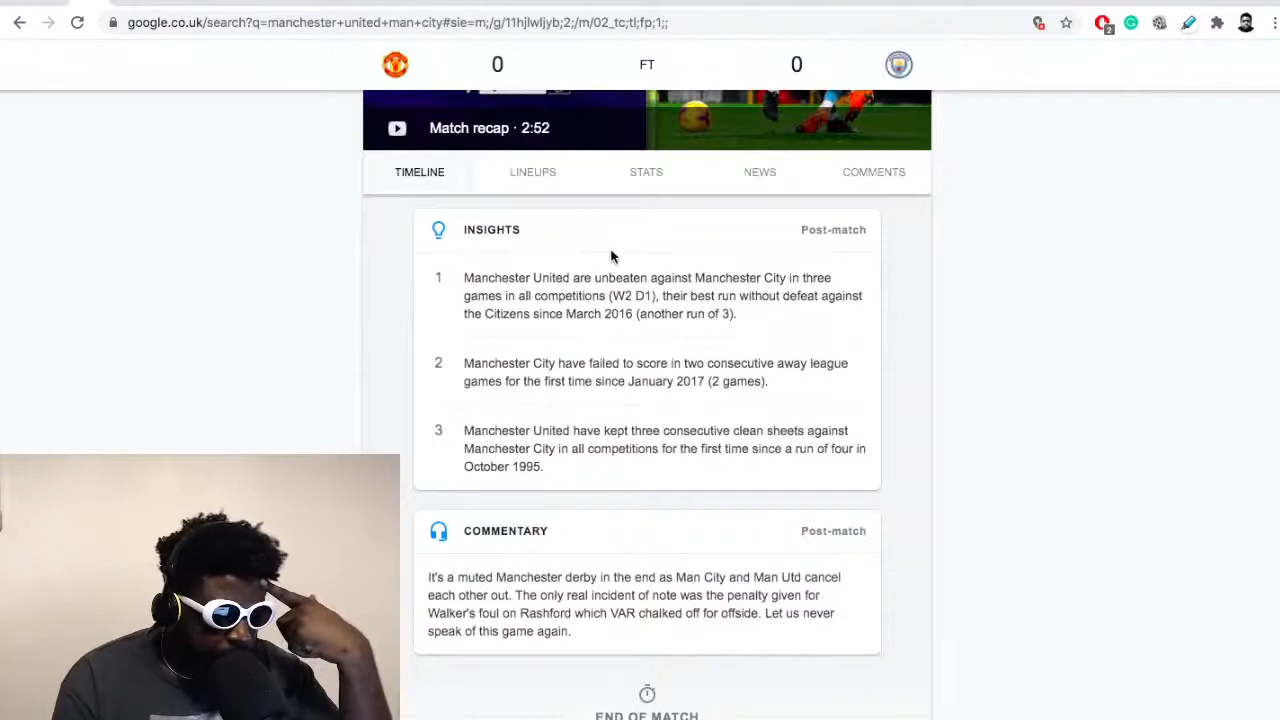 google.co.uk/search?q=manchester+united+man+city#sie=m;/g/11hjlwljyb;2;/m/02_tc;tl;fp;1;;
2
0 FT 0
Match recap · 2:52
TIMELINE LINEUPS STATS NEWS COMMENTS
INSIGHTS Post-match
1 Manchester United are unbeaten against Manchester City in three
games in all competitions (W2 D1), their best run without defeat against
the Citizens since March 2016 (another run of 3).
2 Manchester City have failed to score in two consecutive away league
games for the first time since January 2017 (2 games).
3 Manchester United have kept three consecutive clean sheets against
Manchester City in all competitions for the first time since a run of four in
October 1995.
COMMENTARY Post-match
It's a muted Manchester derby in the end as Man City and Man Utd cancel
each other out. The only real incident of note was the penalty given for
Walker's foul on Rashford which VAR chalked off for offside. Let us never
speak of this game again.
END OF MATCH